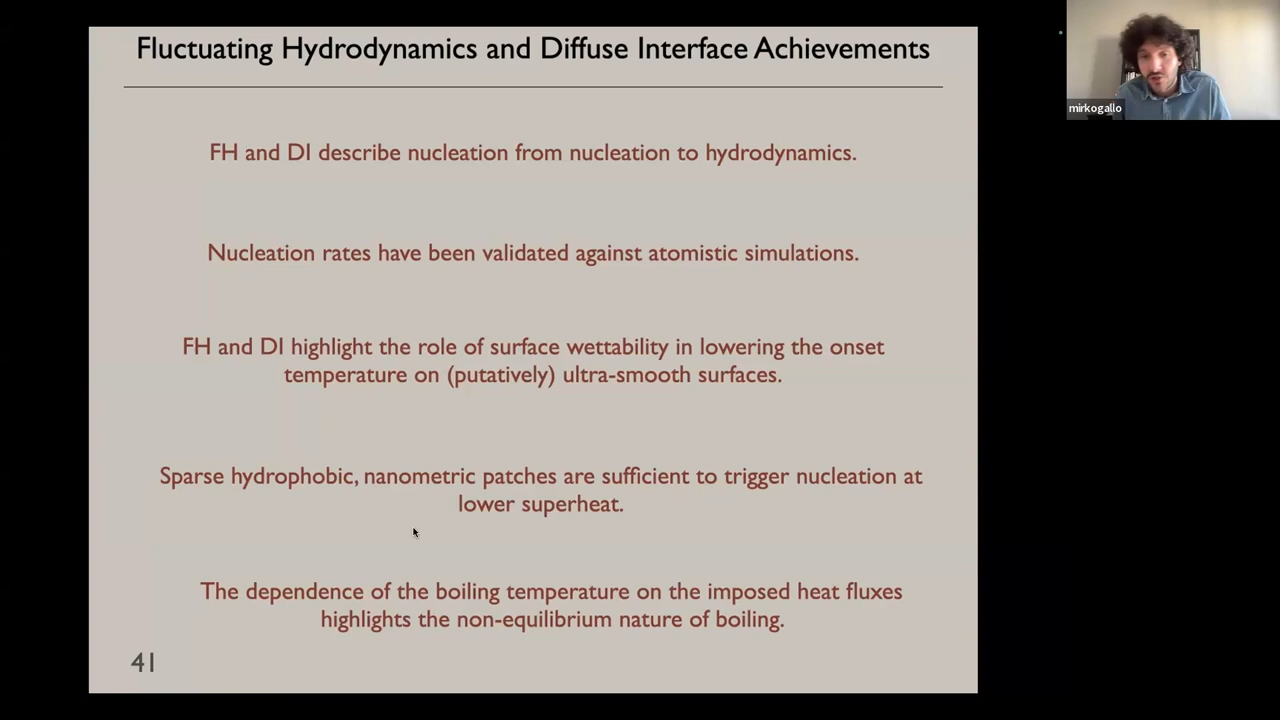 Fluctuating Hydrodynamics and Diffuse Interface Achievements
mirkogallo
FH and DI describe nucleation from nucleation to hydrodynamics.
Nucleation rates have been validated against atomistic simulations.
FH and DI highlight the role of surface wettability in lowering the onset
temperature on (putatively) ultra-smooth surfaces.
Sparse hydrophobic, nanometric patches are sufficient to trigger nucleation at
lower superheat.
The dependence of the boiling temperature on the imposed heat fluxes
highlights the non-equilibrium nature of boiling.
41